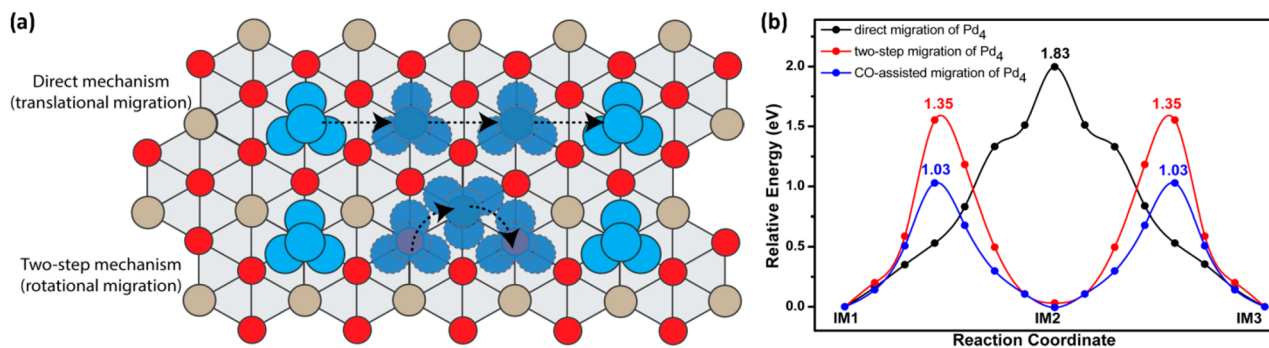 (a)
Direct mechanism
(translational migration)
Two-step mechanism
(rotational migration)
(b)
direct migration of Pd₄
two-step migration of Pd₄
CO-assisted migration of Pd₄
1.83
1.35
1.35
1.03
1.03
2.0
1.5
1.0
0.5
0.0
Relative Energy (eV)
IM1
IM2
IM3
Reaction Coordinate